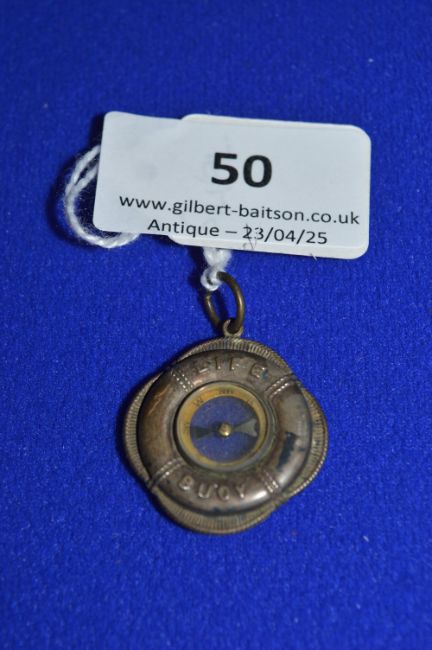 50
www.gilbert-baitson.co.uk
Antique – 23/04/25
LIFE
W
BUOY